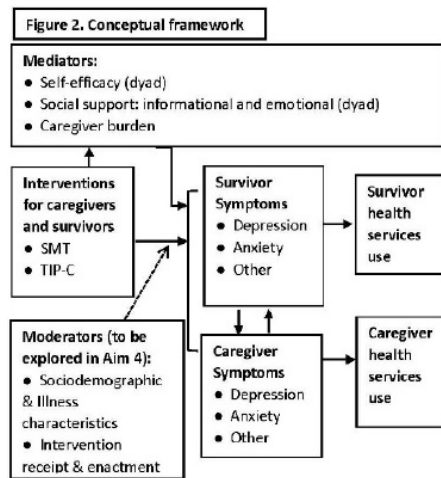 Figure 2. Conceptual framework
Mediators:
● Self-efficacy (dyad)
● Social support: informational and emotional (dyad)
● Caregiver burden
Interventions
for caregivers
and survivors
● SMT
● TIP-C
Survivor
Symptoms
● Depression
● Anxiety
● Other
Survivor
health
services
use
Moderators (to be
explored in Aim 4):
● Sociodemographic
& Illness
characteristics
● Intervention
receipt & enactment
Caregiver
Symptoms
● Depression
● Anxiety
● Other
Caregiver
health
services
use